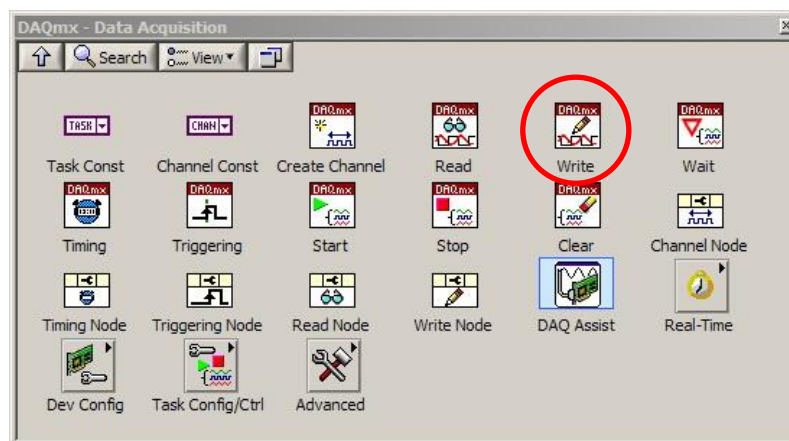 DAQmx - Data Acquisition
Search View
DAQmx DAQmx DAQmx DAQmx
TASK CHAN
Task Const Channel Const Create Channel Read Write Wait
DAQmx DAQmx DAQmx DAQmx DAQmx
Timing Triggering Start Stop Clear Channel Node
Timing Node Triggering Node Read Node Write Node DAQ Assist Real-Time
Dev Config Task Config/Ctrl Advanced